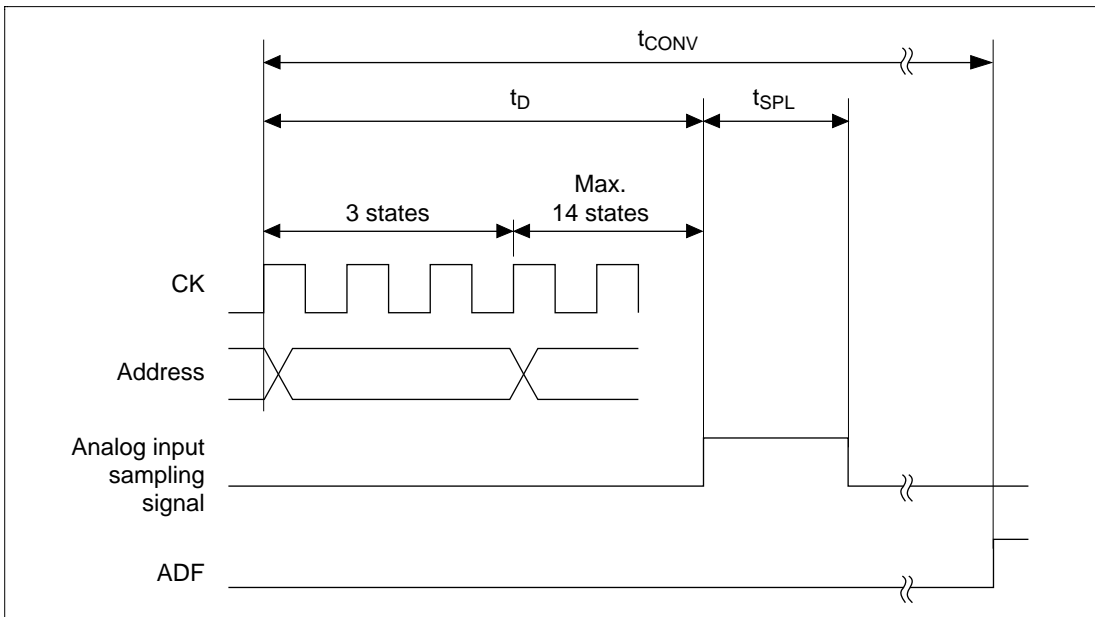 tCONV
tD
tSPL
3 states
Max.
14 states
CK
Address
Analog input
sampling
signal
ADF